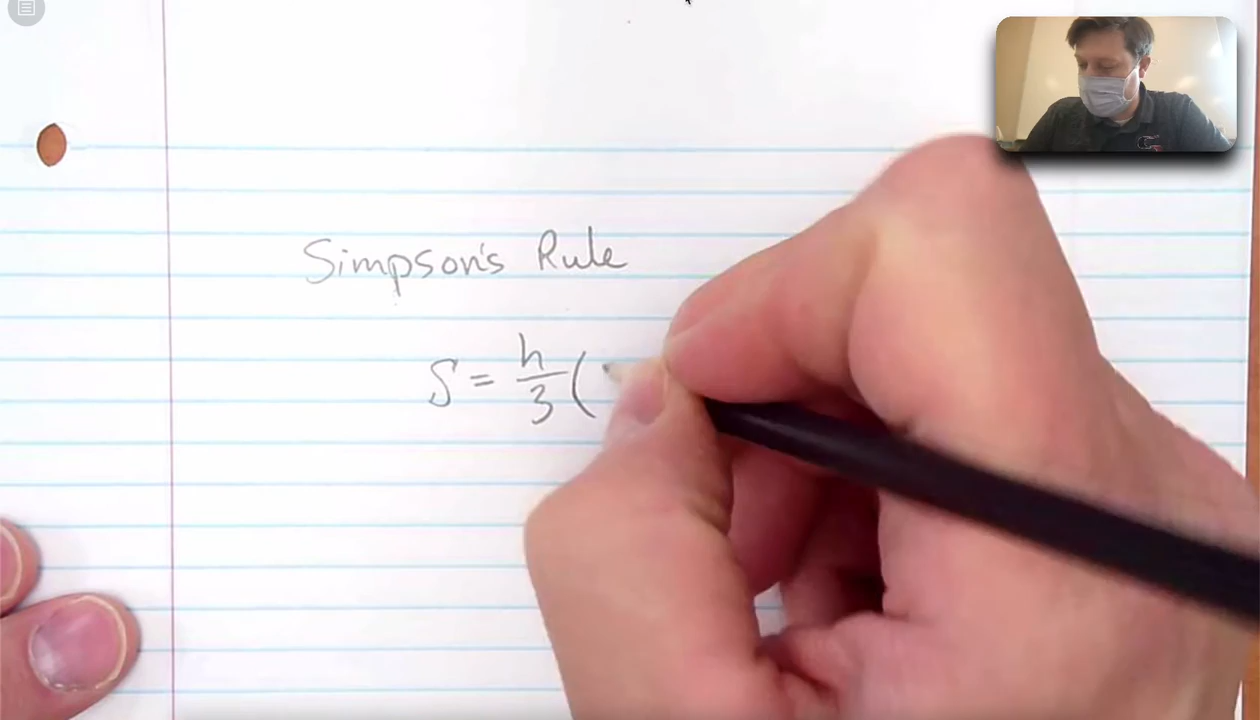 Simpson's Rule
S = h/3 (